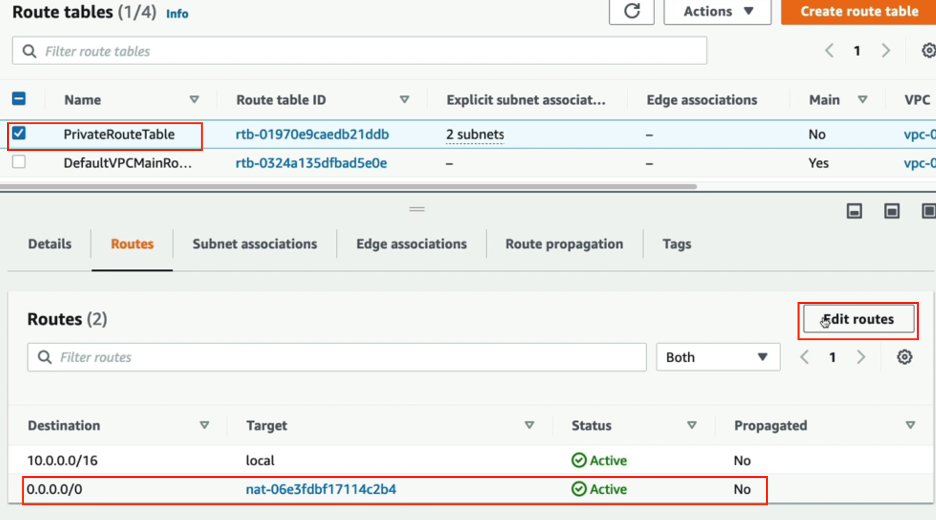 Route tables (1/4) Info
Actions
Create route table
Filter route tables
1
Name Route table ID Explicit subnet associat... Edge associations Main VPC
PrivateRouteTable rtb-01970e9caedb21ddb 2 subnets – No vpc-0
DefaultVPCMainRo... rtb-0324a135dfbad5e0e – – Yes vpc-0
Details Routes Subnet associations Edge associations Route propagation Tags
Routes (2)
Edit routes
Filter routes
Both
1
Destination Target Status Propagated
10.0.0.0/16 local Active No
0.0.0.0/0 nat-06e3fdbf17114c2b4 Active No